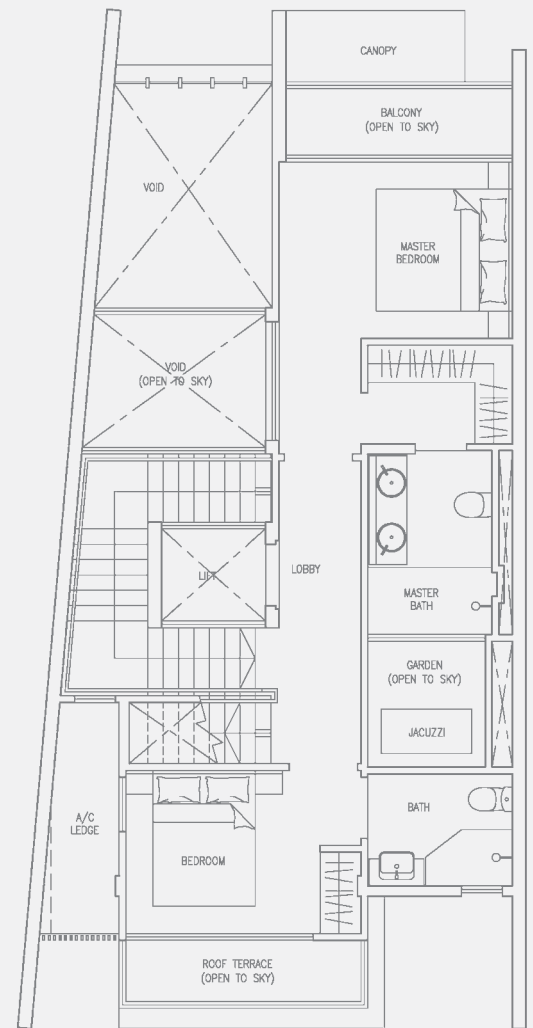 CANOPY
BALCONY
(OPEN TO SKY)
VOID
MASTER
BEDROOM
VOID
(OPEN TO SKY)
LIFT
LOBBY
MASTER
BATH
GARDEN
(OPEN TO SKY)
JACUZZI
A/C
LEDGE
BATH
BEDROOM
ROOF TERRACE
(OPEN TO SKY)